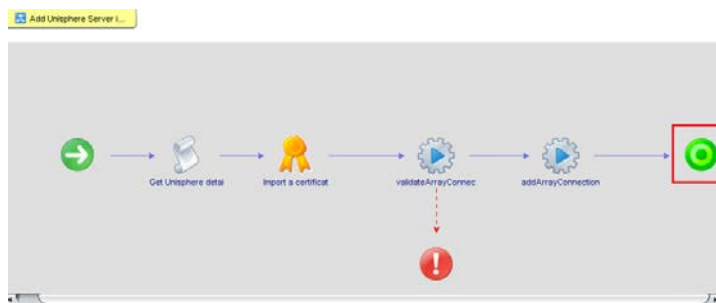 Add Unisphere Server i...
Get Unisphere detai
Import a certificat
validateArrayConnec
addArrayConnection